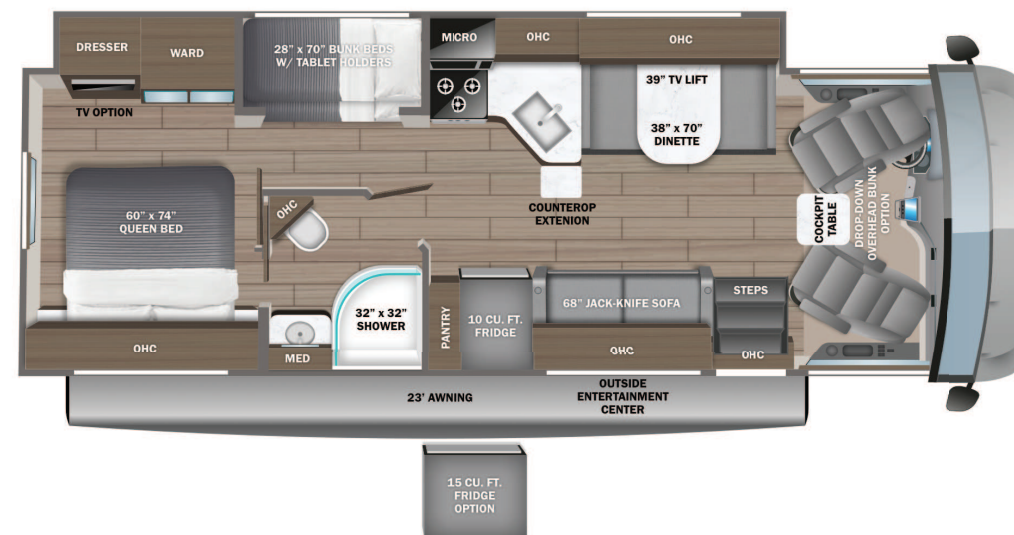 DRESSER
WARD
TV OPTION
28" x 70" BUNK BEDS
W/ TABLET HOLDERS
MICRO
OHC
OHC
39" TV LIFT
38" x 70"
DINETTE
COUNTEROP
EXTENION
COCKPIT
TABLE
DROP-DOWN
OVERHEAD BUNK
OPTION
60" x 74"
QUEEN BED
OHC
OHC
MED
32" x 32"
SHOWER
PANTRY
10 CU. FT.
FRIDGE
68" JACK-KNIFE SOFA
OHC
STEPS
OHC
23' AWNING
OUTSIDE
ENTERTAINMENT
CENTER
15 CU. FT.
FRIDGE
OPTION